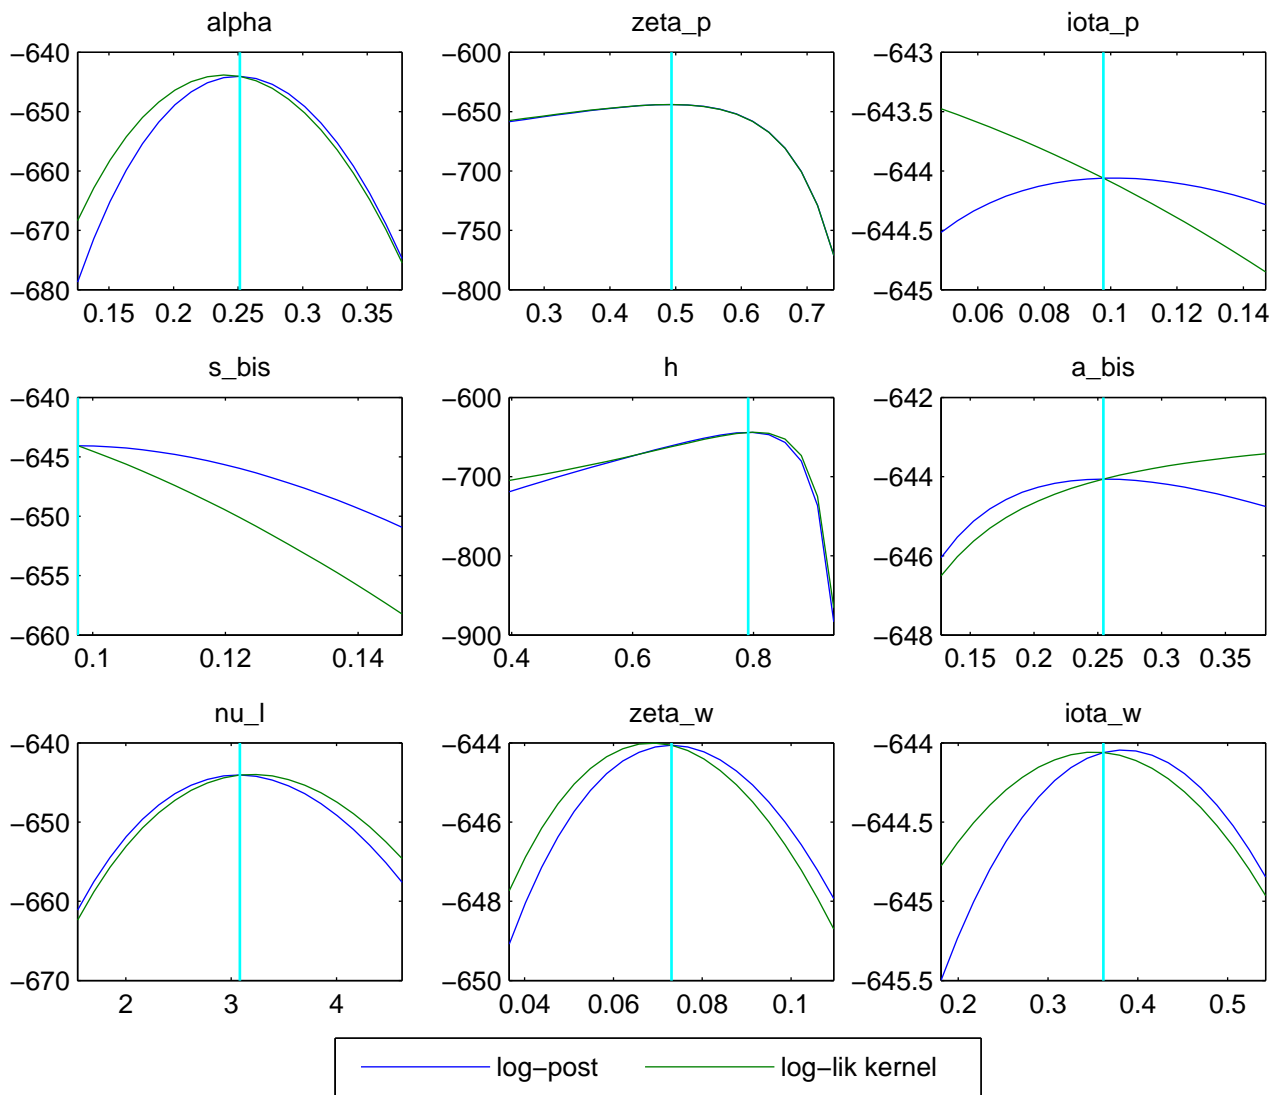 alpha
−640
−650
−660
−670
−680
0.15 0.2 0.25 0.3 0.35
zeta_p
−600
−650
−700
−750
−800
0.3 0.4 0.5 0.6 0.7
iota_p
−643
−643.5
−644
−644.5
−645
0.06 0.08 0.1 0.12 0.14
s_bis
−640
−645
−650
−655
−660
0.1 0.12 0.14
h
−600
−700
−800
−900
0.4 0.6 0.8
a_bis
−642
−644
−646
−648
0.15 0.2 0.25 0.3 0.35
nu_l
−640
−650
−660
−670
2 3 4
zeta_w
−644
−646
−648
−650
0.04 0.06 0.08 0.1
iota_w
−644
−644.5
−645
−645.5
0.2 0.3 0.4 0.5
log−post log−lik kernel